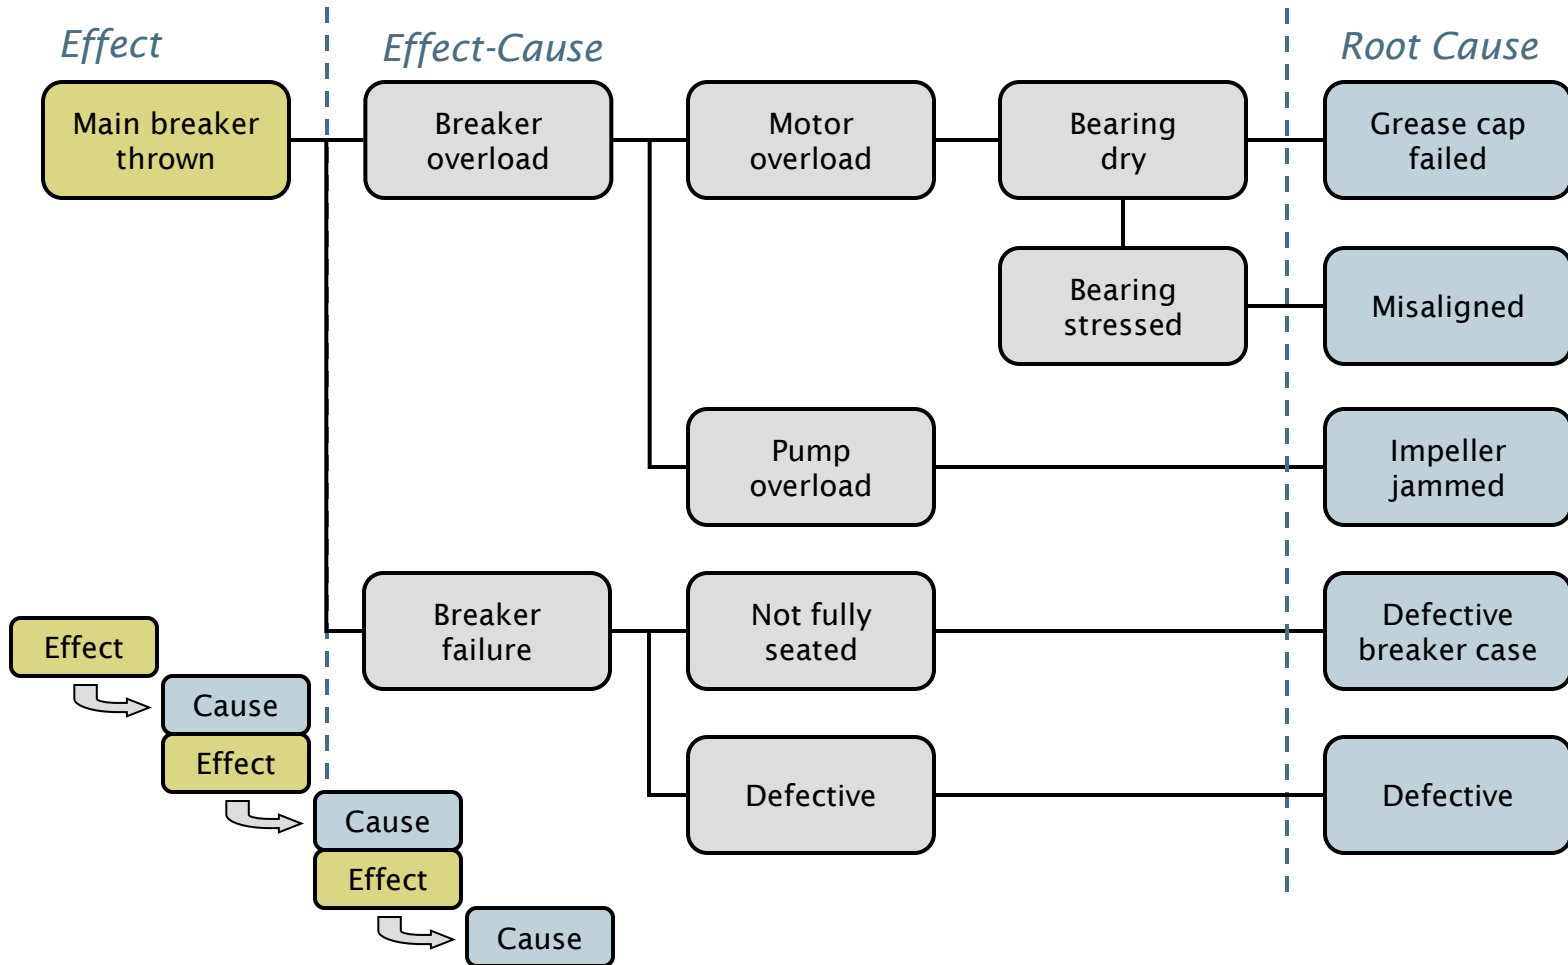 Effect
Effect-Cause
Root Cause
Main breaker
thrown
Breaker
overload
Motor
overload
Bearing
dry
Grease cap
failed
Bearing
stressed
Misaligned
Pump
overload
Impeller
jammed
Breaker
failure
Not fully
seated
Defective
breaker case
Defective
Defective
Effect
Cause
Effect
Cause
Effect
Cause